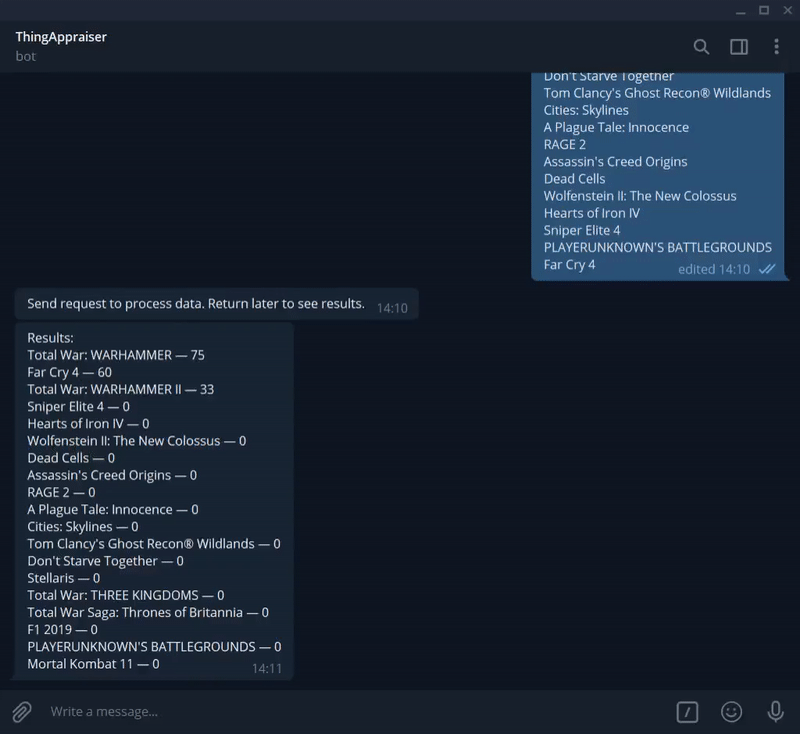 ThingAppraiser
bot
Don't Starve Together
Tom Clancy's Ghost Recon® Wildlands
Cities: Skylines
A Plague Tale: Innocence
RAGE 2
Assassin's Creed Origins
Dead Cells
Wolfenstein II: The New Colossus
Hearts of Iron IV
Sniper Elite 4
PLAYERUNKNOWN'S BATTLEGROUNDS
Far Cry 4
edited 14:10
Send request to process data. Return later to see results. 14:10
Results:
Total War: WARHAMMER — 75
Far Cry 4 — 60
Total War: WARHAMMER II — 33
Sniper Elite 4 — 0
Hearts of Iron IV — 0
Wolfenstein II: The New Colossus — 0
Dead Cells — 0
Assassin's Creed Origins — 0
RAGE 2 — 0
A Plague Tale: Innocence — 0
Cities: Skylines — 0
Tom Clancy's Ghost Recon® Wildlands — 0
Don't Starve Together — 0
Stellaris — 0
Total War: THREE KINGDOMS — 0
Total War Saga: Thrones of Britannia — 0
F1 2019 — 0
PLAYERUNKNOWN'S BATTLEGROUNDS — 0
Mortal Kombat 11 — 0
14:11
Write a message...